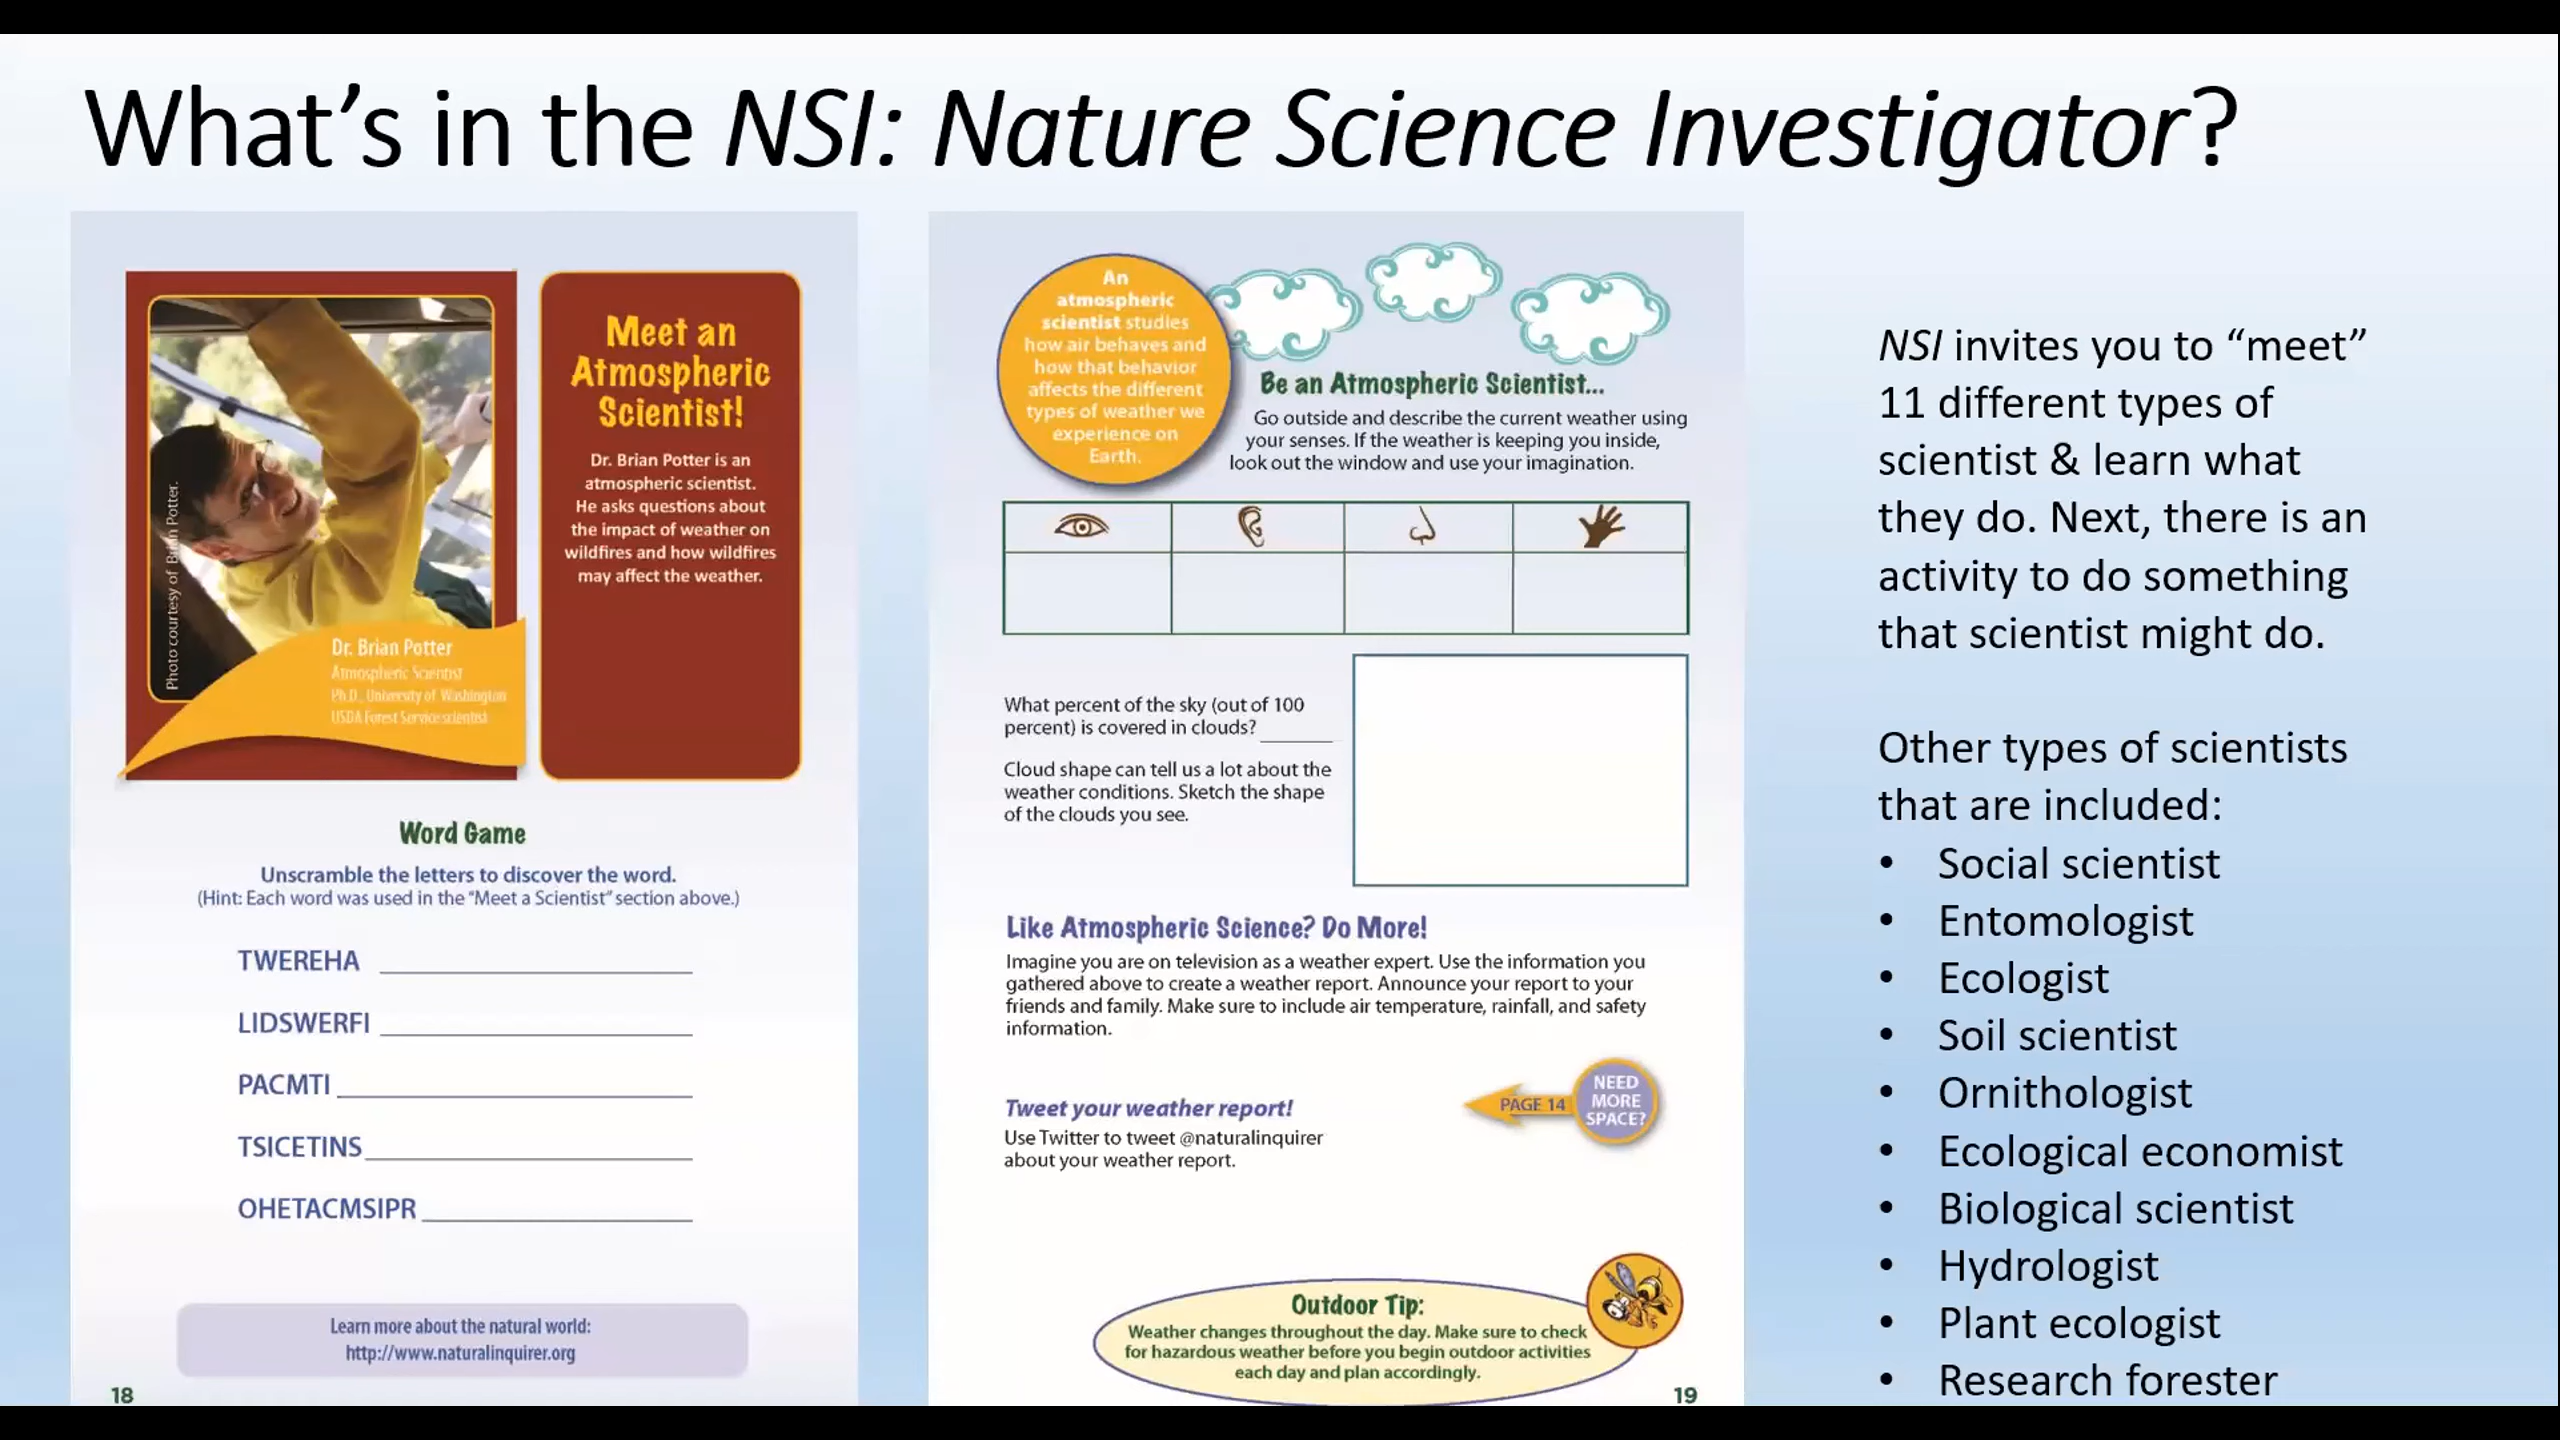 What's in the NSI: Nature Science Investigator?
Photo courtesy of Brian Potter.
Dr. Brian Potter
Atmospheric Scientist
Ph.D., University of Washington
USDA Forest Service scientist
Meet an
Atmospheric
Scientist!
Dr. Brian Potter is an
atmospheric scientist.
He asks questions about
the impact of weather on
wildfires and how wildfires
may affect the weather.
Word Game
Unscramble the letters to discover the word.
(Hint: Each word was used in the "Meet a Scientist" section above.)
TWEREHA
LIDSWERFI
PACMTI
TSICETINS
OHETACMSIPR
Learn more about the natural world:
http://www.naturalinquirer.org
18
An
atmospheric
scientist studies
how air behaves and
how that behavior
affects the different
types of weather we
experience on
Earth.
Be an Atmospheric Scientist...
Go outside and describe the current weather using
your senses. If the weather is keeping you inside,
look out the window and use your imagination.
What percent of the sky (out of 100
percent) is covered in clouds?
Cloud shape can tell us a lot about the
weather conditions. Sketch the shape
of the clouds you see.
Like Atmospheric Science? Do More!
Imagine you are on television as a weather expert. Use the information you
gathered above to create a weather report. Announce your report to your
friends and family. Make sure to include air temperature, rainfall, and safety
information.
Tweet your weather report!
Use Twitter to tweet @naturalinquirer
about your weather report.
PAGE 14
NEED
MORE
SPACE?
Outdoor Tip:
Weather changes throughout the day. Make sure to check
for hazardous weather before you begin outdoor activities
each day and plan accordingly.
19
NSI invites you to "meet"
11 different types of
scientist & learn what
they do. Next, there is an
activity to do something
that scientist might do.
Other types of scientists
that are included:
• Social scientist
• Entomologist
• Ecologist
• Soil scientist
• Ornithologist
• Ecological economist
• Biological scientist
• Hydrologist
• Plant ecologist
• Research forester